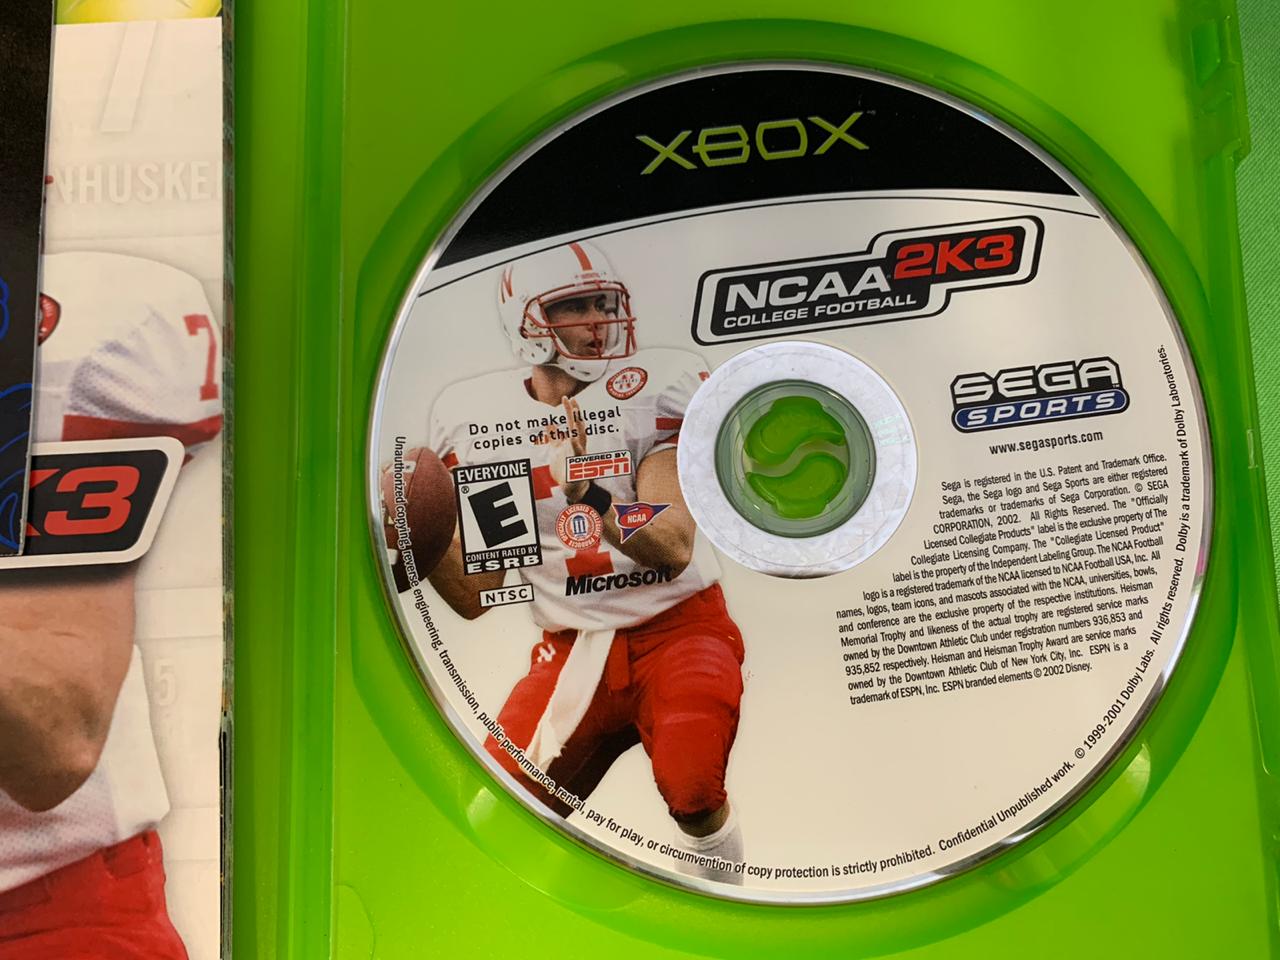 NHUSKE
7
K3
5
XBOX
NCAA 2K3
COLLEGE FOOTBALL
SEGA
SPORTS
www.segasports.com
N
Do not make illegal
copies of this disc.
EVERYONE
E
CONTENT RATED BY
ESRB
NTSC
POWERED BY
ESPN
OFFICIALLY LICENSED COLLEGIATE PRODUCTS
NCAA
Microsoft
Sega is registered in the U.S. Patent and Trademark Office.
Sega, the Sega logo and Sega Sports are either registered
trademarks or trademarks of Sega Corporation. © SEGA
CORPORATION, 2002. All Rights Reserved. The "Officially
Licensed Collegiate Products" label is the exclusive property of The
Collegiate Licensing Company. The "Collegiate Licensed Product"
label is the property of the Independent Labeling Group. The NCAA Football
logo is a registered trademark of the NCAA licensed to NCAA Football USA, Inc. All
names, logos, team icons, and mascots associated with the NCAA, universities, bowls,
and conference are the exclusive property of the respective institutions. Heisman
Memorial Trophy and likeness of the actual trophy are registered service marks
owned by the Downtown Athletic Club under registration numbers 936,853 and
935,852 respectively. Heisman and Heisman Trophy Award are service marks
owned by the Downtown Athletic Club of New York City, Inc. ESPN is a
trademark of ESPN, Inc. ESPN branded elements © 2002 Disney.
Unauthorized copying, reverse engineering, transmission, public performance, rental, pay for play, or circumvention of copy protection is strictly prohibited. Confidential Unpublished work. © 1999-2001 Dolby Labs. All rights reserved. Dolby is a trademark of Dolby Laboratories.